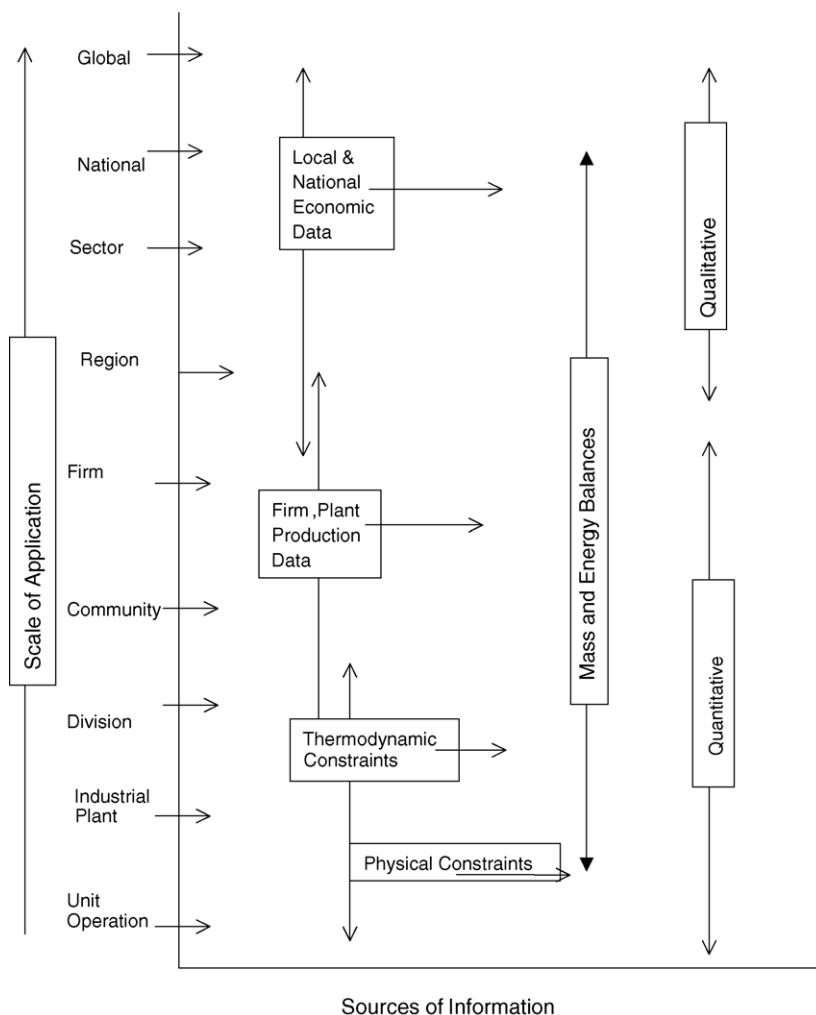 Global
National
Sector
Region
Firm
Community
Division
Industrial
Plant
Unit
Operation
Scale of Application
Local &
National
Economic
Data
Firm ,Plant
Production
Data
Thermodynamic
Constraints
Physical Constraints
Mass and Energy Balances
Qualitative
Quantitative
Sources of Information